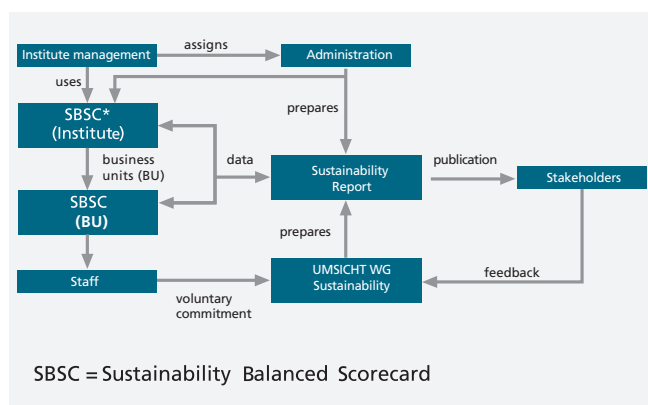 Institute management
assigns
Administration
uses
SBSC*
(Institute)
prepares
business
units (BU)
data
Sustainability
Report
publication
Stakeholders
SBSC
(BU)
prepares
Staff
voluntary
commitment
UMSICHT WG
Sustainability
feedback
SBSC = Sustainability Balanced Scorecard